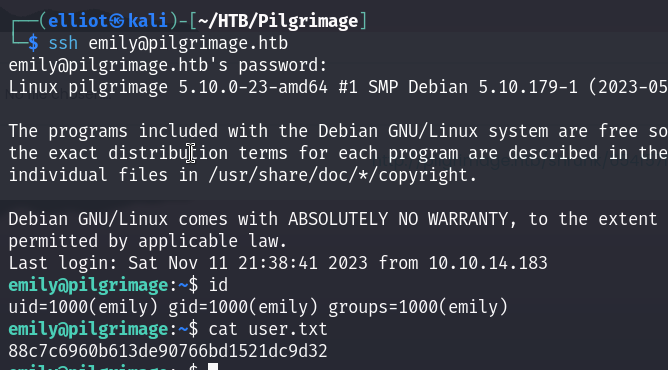 ┌──(elliot㉿kali)-[~/HTB/Pilgrimage]
└─$ ssh emily@pilgrimage.htb
emily@pilgrimage.htb's password:
Linux pilgrimage 5.10.0-23-amd64 #1 SMP Debian 5.10.179-1 (2023-05
The programs included with the Debian GNU/Linux system are free so
the exact distribution terms for each program are described in the
individual files in /usr/share/doc/*/copyright.
Debian GNU/Linux comes with ABSOLUTELY NO WARRANTY, to the extent
permitted by applicable law.
Last login: Sat Nov 11 21:38:41 2023 from 10.10.14.183
emily@pilgrimage:~$ id
uid=1000(emily) gid=1000(emily) groups=1000(emily)
emily@pilgrimage:~$ cat user.txt
88c7c6960b613de90766bd1521dc9d32
emily@pilgrimage:~$